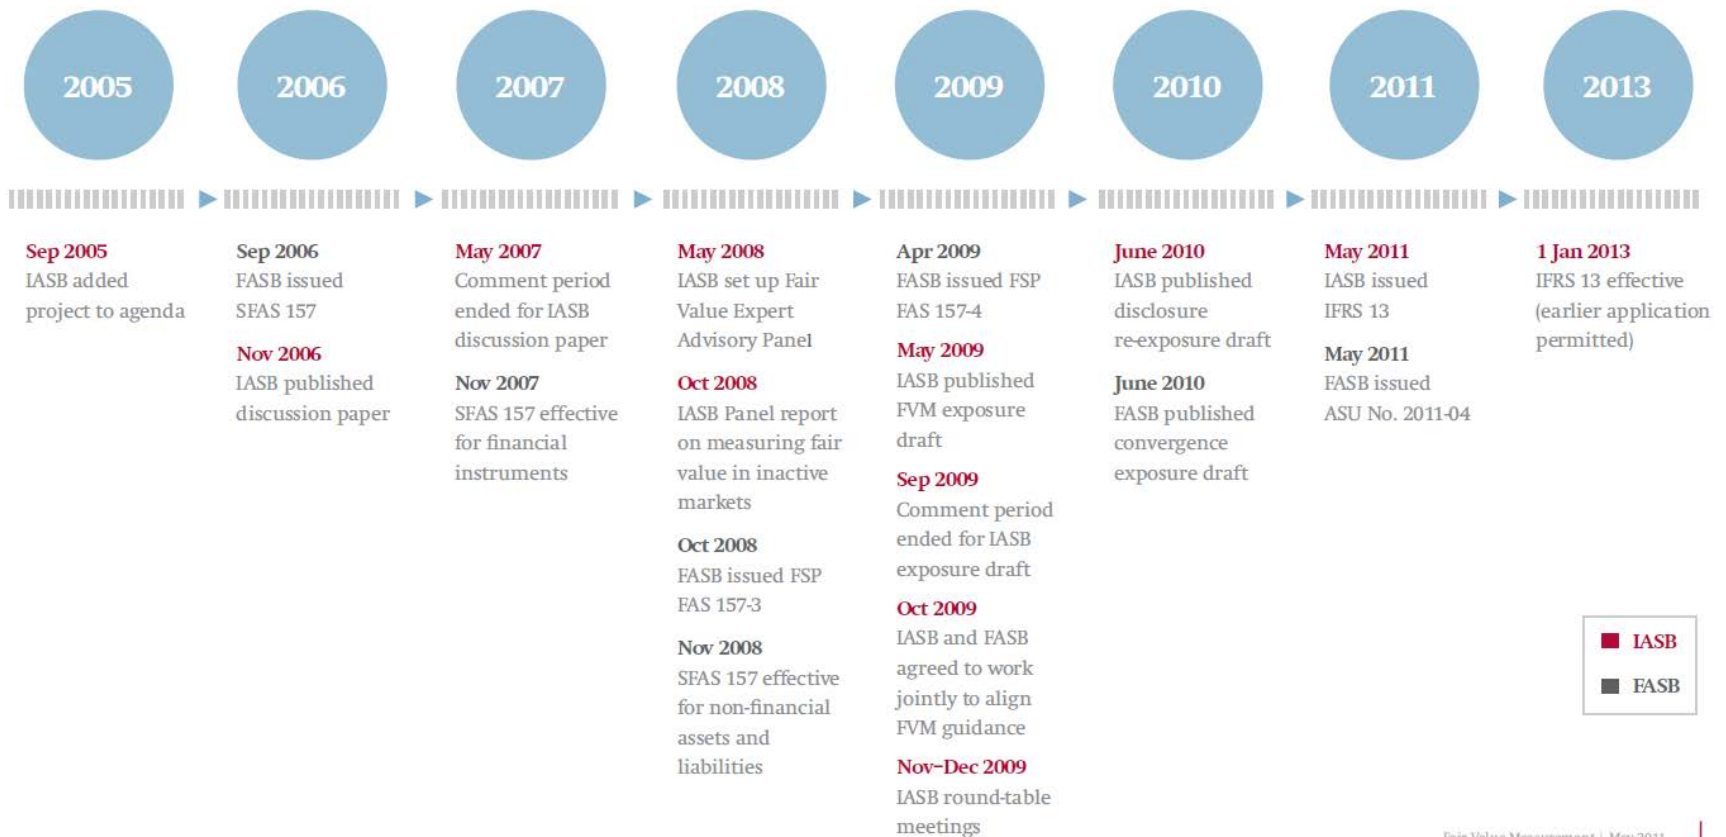 2005
2006
2007
2008
2009
2010
2011
2013
Sep 2005
IASB added
project to agenda
Sep 2006
FASB issued
SFAS 157
Nov 2006
IASB published
discussion paper
May 2007
Comment period
ended for IASB
discussion paper
Nov 2007
SFAS 157 effective
for financial
instruments
May 2008
IASB set up Fair
Value Expert
Advisory Panel
Oct 2008
IASB Panel report
on measuring fair
value in inactive
markets
Oct 2008
FASB issued FSP
FAS 157-3
Nov 2008
SFAS 157 effective
for non-financial
assets and
liabilities
Apr 2009
FASB issued FSP
FAS 157-4
May 2009
IASB published
FVM exposure
draft
Sep 2009
Comment period
ended for IASB
exposure draft
Oct 2009
IASB and FASB
agreed to work
jointly to align
FVM guidance
Nov–Dec 2009
IASB round-table
meetings
June 2010
IASB published
disclosure
re-exposure draft
June 2010
FASB published
convergence
exposure draft
May 2011
IASB issued
IFRS 13
May 2011
FASB issued
ASU No. 2011-04
1 Jan 2013
IFRS 13 effective
(earlier application
permitted)
IASB
FASB
Fair Value Measurement | May 2011